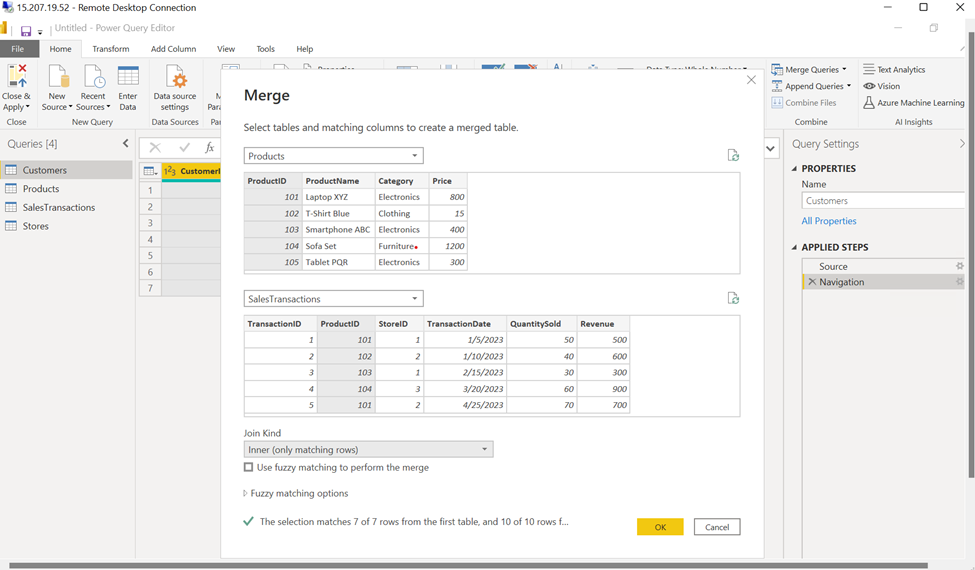 15.207.19.52 - Remote Desktop Connection
Untitled - Power Query Editor
File Home Transform Add Column View Tools Help
Close & Apply
New Source
Recent Sources
Enter Data
Data source settings
Merge Queries
Append Queries
Combine Files
Text Analytics
Vision
Azure Machine Learning
Close
New Query
Data Sources
Combine
AI Insights
Queries [4]
Customers
Products
SalesTransactions
Stores
fx
1
2
3
4
5
6
7
Merge
Select tables and matching columns to create a merged table.
Products
ProductID ProductName Category Price
101 Laptop XYZ Electronics 800
102 T-Shirt Blue Clothing 15
103 Smartphone ABC Electronics 400
104 Sofa Set Furniture 1200
105 Tablet PQR Electronics 300
SalesTransactions
TransactionID ProductID StoreID TransactionDate QuantitySold Revenue
1 101 1 1/5/2023 50 500
2 102 2 1/10/2023 40 600
3 103 1 2/15/2023 30 300
4 104 3 3/20/2023 60 900
5 101 2 4/25/2023 70 700
Join Kind
Inner (only matching rows)
Use fuzzy matching to perform the merge
Fuzzy matching options
The selection matches 7 of 7 rows from the first table, and 10 of 10 rows f...
OK Cancel
Query Settings
PROPERTIES
Name
Customers
All Properties
APPLIED STEPS
Source
Navigation